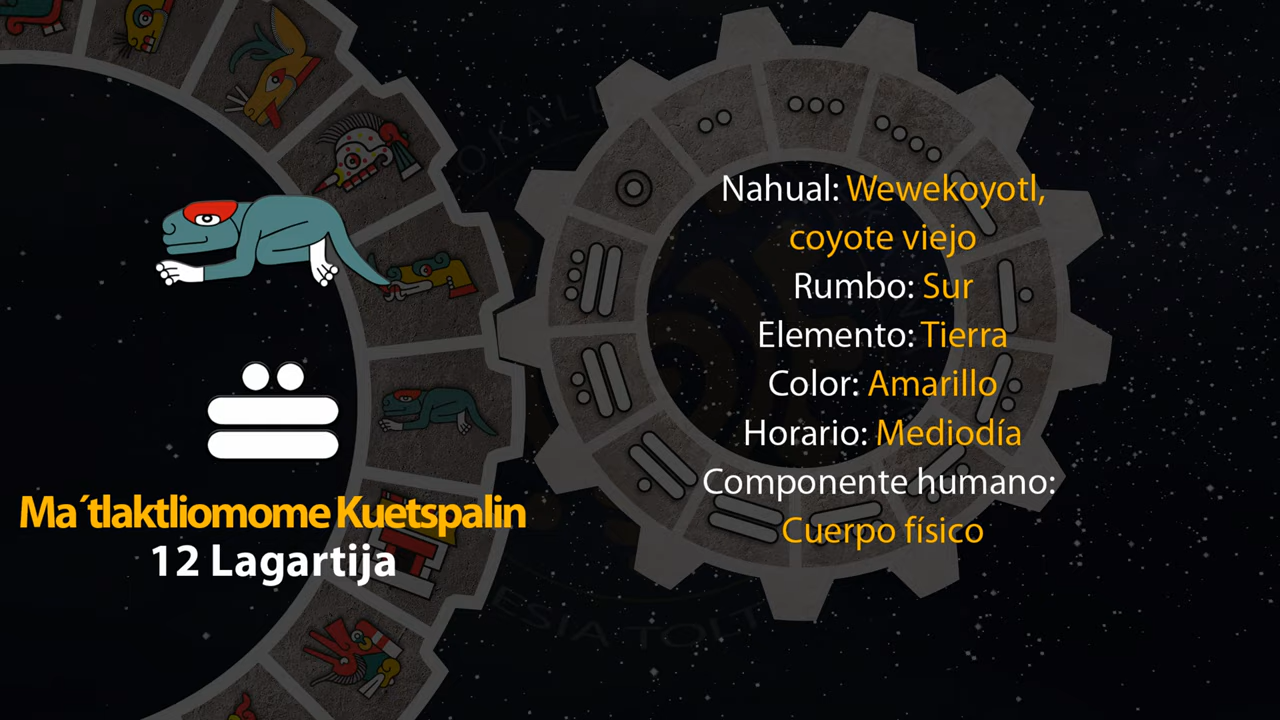 Ma´tlaktliomome Kuetspalin
12 Lagartija
Nahual: Wewekoyotl,
coyote viejo
Rumbo: Sur
Elemento: Tierra
Color: Amarillo
Horario: Mediodía
Componente humano:
Cuerpo físico